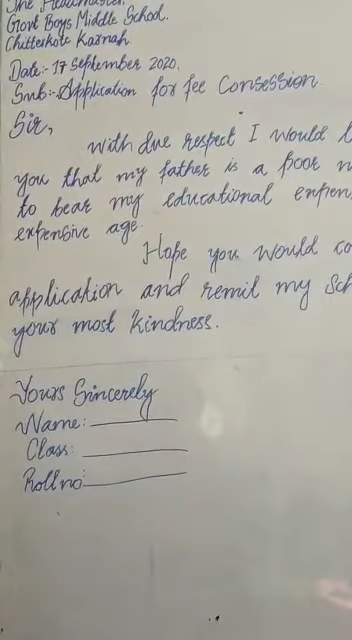 The Headmaster,
Govt Boys Middle School.
Chitterkote Karnah
Date:- 17 September 2020,
Sub:- Application for fee Consession.
Sir,
With due respect I would
you that my father is a poor
to bear my educational expen
expensive age.
Hope you would co
application and remit my Sch
your most kindness.
Yours Sincerely
Name:
Class:
Roll no: